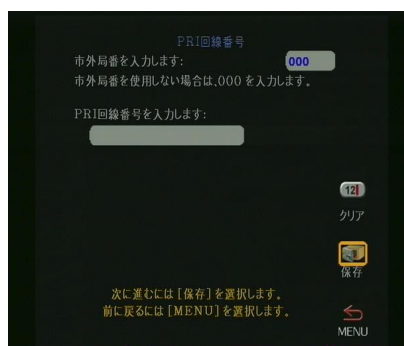 PRI回線番号
市外局番を入力します: 000
市外局番を使用しない場合は,000 を入力します。
PRI回線番号を入力します:
12
クリア
保存
次に進むには [保存] を選択します。
前に戻るには [MENU] を選択します。
MENU